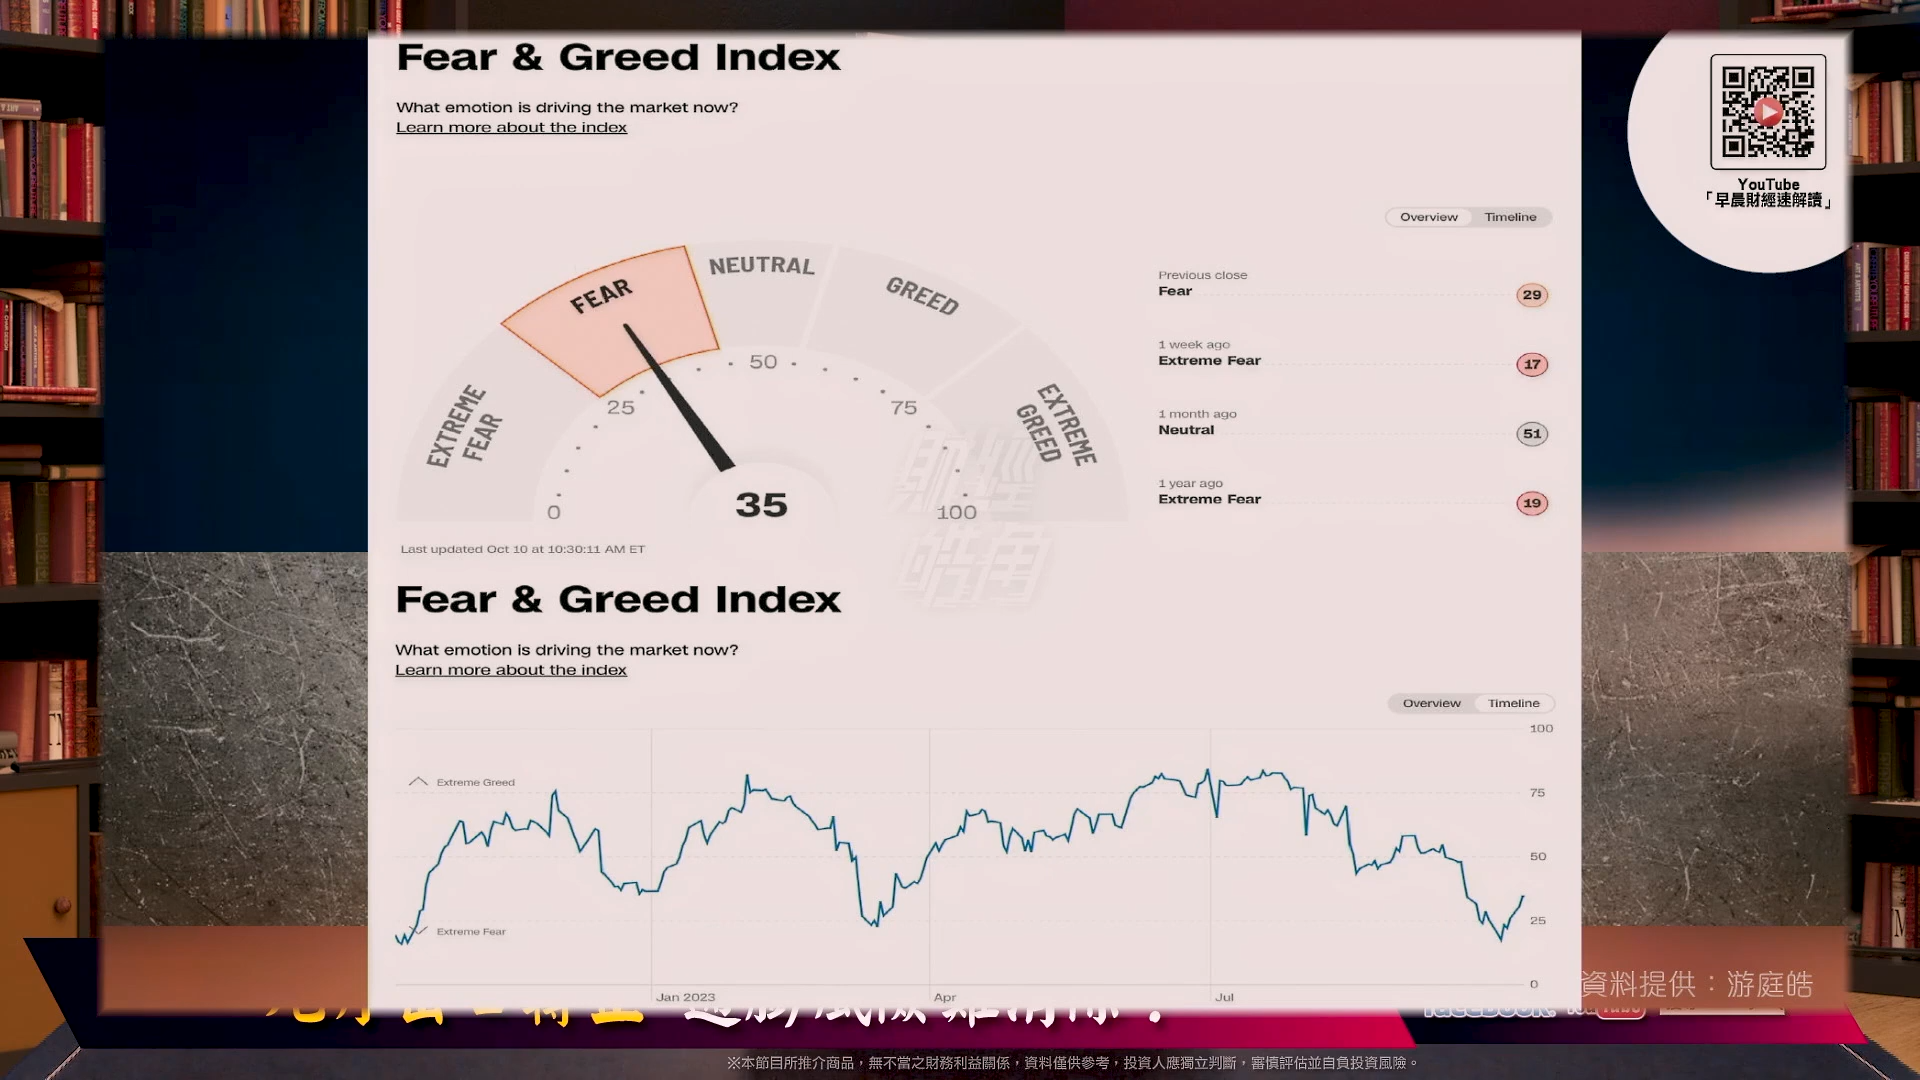 Fear & Greed Index
What emotion is driving the market now?
Learn more about the index
YouTube
「早晨財經速解讀」
Overview
Timeline
EXTREME FEAR
FEAR
NEUTRAL
GREED
EXTREME GREED
0
25
50
75
100
35
Previous close
Fear
29
1 week ago
Extreme Fear
17
1 month ago
Neutral
51
1 year ago
Extreme Fear
19
Last updated Oct 10 at 10:30:11 AM ET
財經皓角
Fear & Greed Index
What emotion is driving the market now?
Learn more about the index
Overview
Timeline
100
Extreme Greed
75
50
25
Extreme Fear
0
Jan 2023
Apr
Jul
資料提供：游庭皓
※本節目所推介商品，無不當之財務利益關係，資料僅供參考，投資人應獨立判斷，審慎評估並自負投資風險。